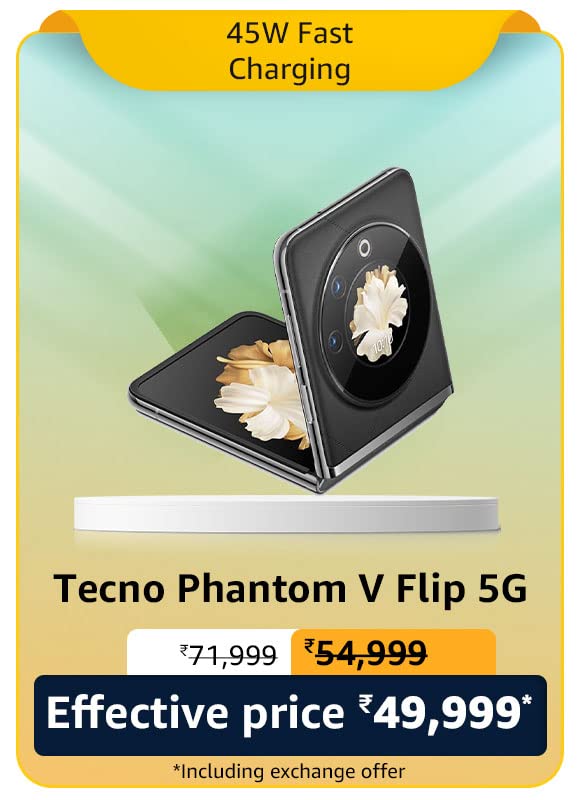 45W Fast
Charging
Tecno Phantom V Flip 5G
₹71,999 ₹54,999
Effective price ₹49,999*
*Including exchange offer